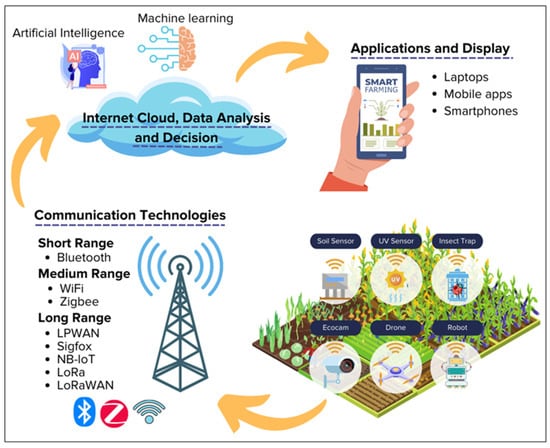 Artificial Intelligence
Machine learning
AI
Internet Cloud, Data Analysis
and Decision
Applications and Display
• Laptops
• Mobile apps
• Smartphones
SMART
FARMING
Communication Technologies
Short Range
• Bluetooth
Medium Range
• WiFi
• Zigbee
Long Range
• LPWAN
• Sigfox
• NB-IoT
• LoRa
• LoRaWAN
Soil Sensor
UV Sensor
Insect Trap
UV
Ecocam
Drone
Robot